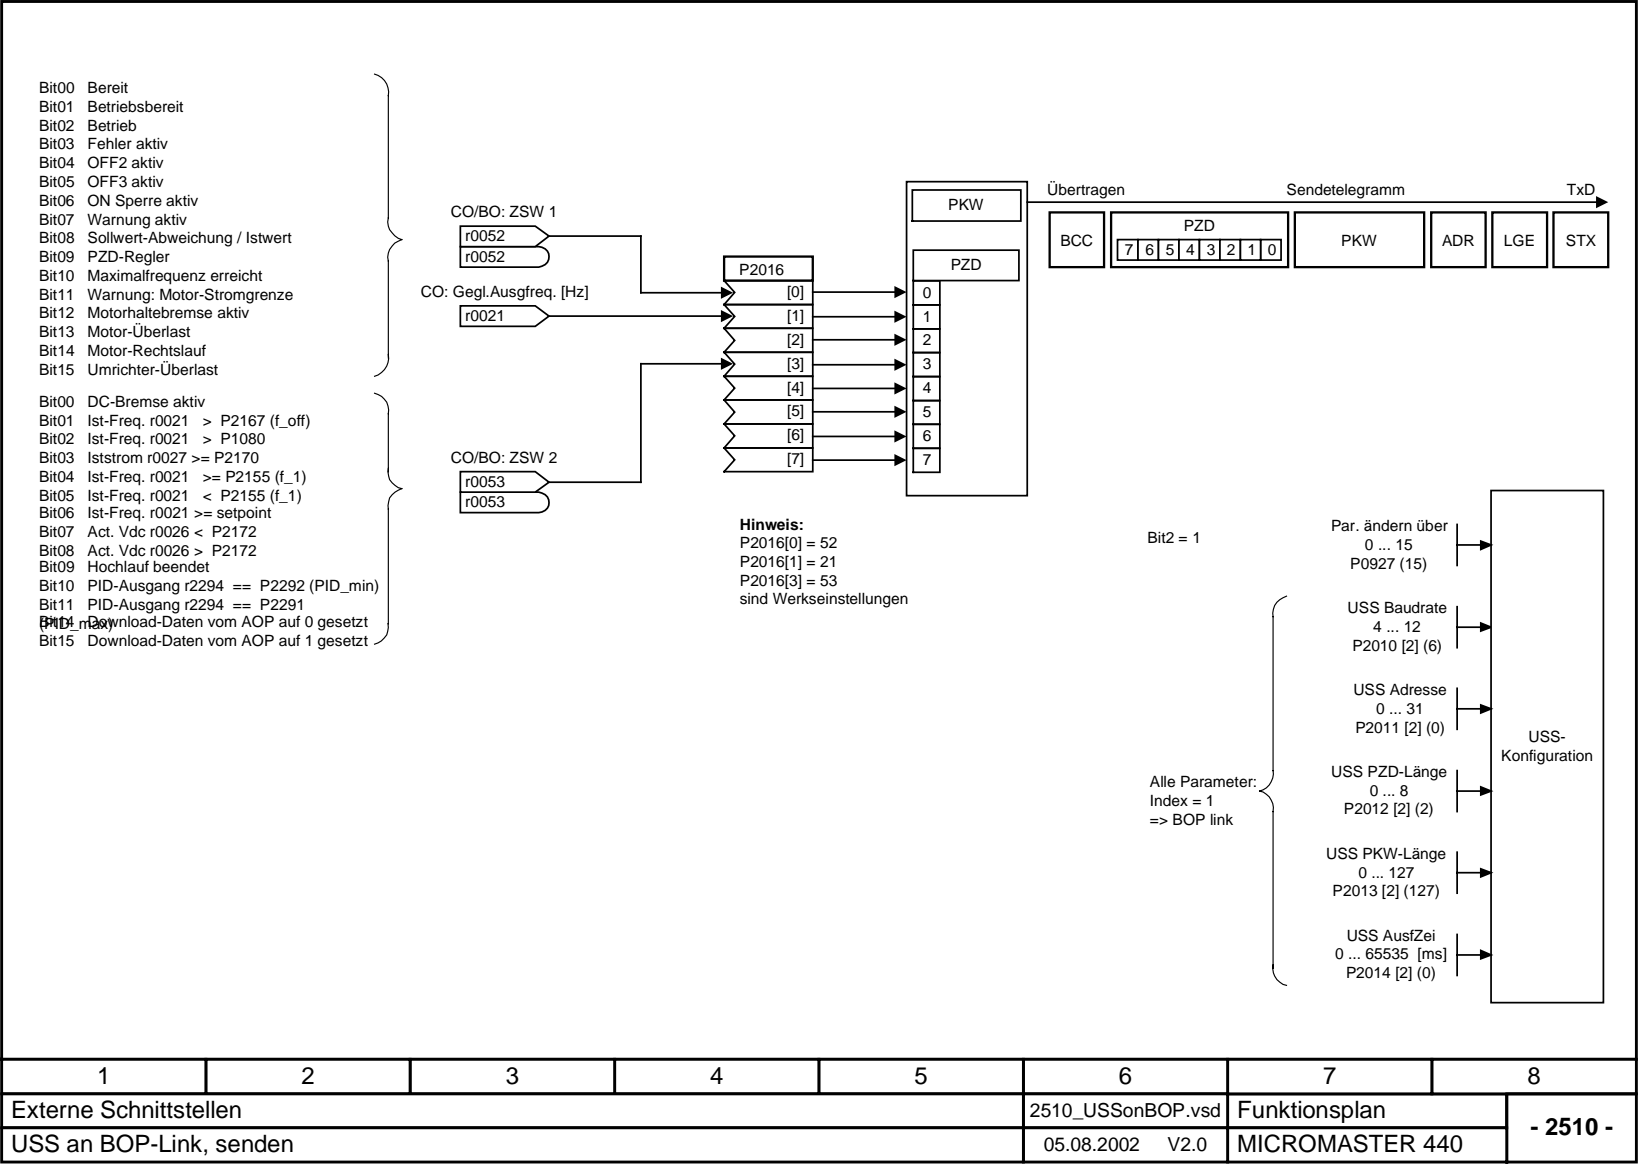 Bit00 Bereit
Bit01 Betriebsbereit
Bit02 Betrieb
Bit03 Fehler aktiv
Bit04 OFF2 aktiv
Bit05 OFF3 aktiv
Bit06 ON Sperre aktiv
Bit07 Warnung aktiv
Bit08 Sollwert-Abweichung / Istwert
Bit09 PZD-Regler
Bit10 Maximalfrequenz erreicht
Bit11 Warnung: Motor-Stromgrenze
Bit12 Motorhaltebremse aktiv
Bit13 Motor-Überlast
Bit14 Motor-Rechtslauf
Bit15 Umrichter-Überlast
Bit00 DC-Bremse aktiv
Bit01 Ist-Freq. r0021 > P2167 (f_off)
Bit02 Ist-Freq. r0021 > P1080
Bit03 Iststrom r0027 >= P2170
Bit04 Ist-Freq. r0021 >= P2155 (f_1)
Bit05 Ist-Freq. r0021 < P2155 (f_1)
Bit06 Ist-Freq. r0021 >= setpoint
Bit07 Act. Vdc r0026 < P2172
Bit08 Act. Vdc r0026 > P2172
Bit09 Hochlauf beendet
Bit10 PID-Ausgang r2294 == P2292 (PID_min)
Bit11 PID-Ausgang r2294 == P2291
(PID_max)
Bit14 Download-Daten vom AOP auf 0 gesetzt
Bit15 Download-Daten vom AOP auf 1 gesetzt
CO/BO: ZSW 1
r0052
r0052
CO: Gegl.Ausgfreq. [Hz]
r0021
CO/BO: ZSW 2
r0053
r0053
P2016
[0]
[1]
[2]
[3]
[4]
[5]
[6]
[7]
Hinweis:
P2016[0] = 52
P2016[1] = 21
P2016[3] = 53
sind Werkseinstellungen
PKW
PZD
0
1
2
3
4
5
6
7
Übertragen Sendetelegramm TxD
BCC
PZD
7 6 5 4 3 2 1 0
PKW
ADR
LGE
STX
Bit2 = 1
Par. ändern über
0 ... 15
P0927 (15)
USS Baudrate
4 ... 12
P2010 [2] (6)
USS Adresse
0 ... 31
P2011 [2] (0)
Alle Parameter:
Index = 1
=> BOP link
USS PZD-Länge
0 ... 8
P2012 [2] (2)
USS PKW-Länge
0 ... 127
P2013 [2] (127)
USS AusfZei
0 ... 65535 [ms]
P2014 [2] (0)
USS-
Konfiguration
1 2 3 4 5 6 7 8
Externe Schnittstellen 2510_USSonBOP.vsd Funktionsplan
USS an BOP-Link, senden 05.08.2002 V2.0 MICROMASTER 440
- 2510 -